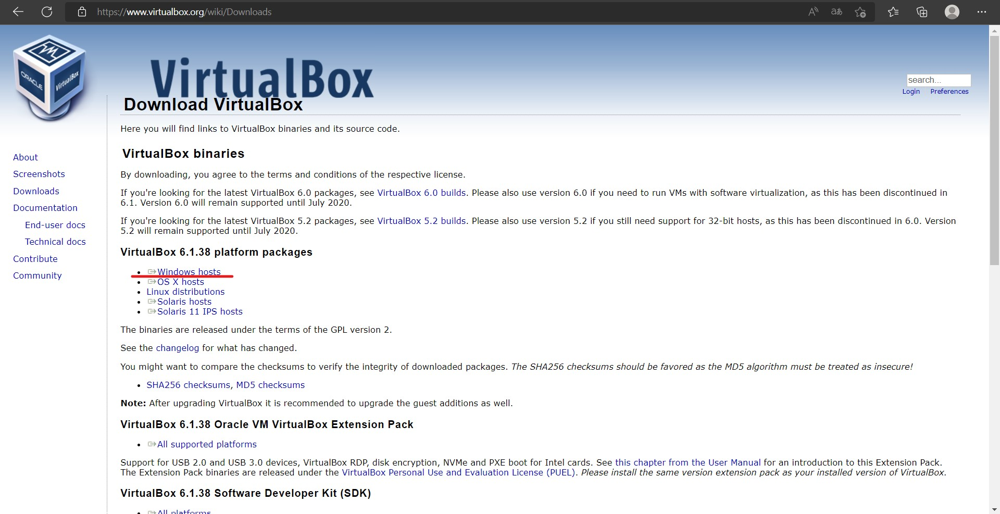 https://www.virtualbox.org/wiki/Downloads
ORACLE
VirtualBox
VirtualBox
search...
Login Preferences
Download VirtualBox
Here you will find links to VirtualBox binaries and its source code.
VirtualBox binaries
By downloading, you agree to the terms and conditions of the respective license.
If you're looking for the latest VirtualBox 6.0 packages, see VirtualBox 6.0 builds. Please also use version 6.0 if you need to run VMs with software virtualization, as this has been discontinued in
6.1. Version 6.0 will remain supported until July 2020.
If you're looking for the latest VirtualBox 5.2 packages, see VirtualBox 5.2 builds. Please also use version 5.2 if you still need support for 32-bit hosts, as this has been discontinued in 6.0. Version
5.2 will remain supported until July 2020.
VirtualBox 6.1.38 platform packages
Windows hosts
OS X hosts
Linux distributions
Solaris hosts
Solaris 11 IPS hosts
The binaries are released under the terms of the GPL version 2.
See the changelog for what has changed.
You might want to compare the checksums to verify the integrity of downloaded packages. The SHA256 checksums should be favored as the MD5 algorithm must be treated as insecure!
SHA256 checksums, MD5 checksums
Note: After upgrading VirtualBox it is recommended to upgrade the guest additions as well.
VirtualBox 6.1.38 Oracle VM VirtualBox Extension Pack
All supported platforms
Support for USB 2.0 and USB 3.0 devices, VirtualBox RDP, disk encryption, NVMe and PXE boot for Intel cards. See this chapter from the User Manual for an introduction to this Extension Pack.
The Extension Pack binaries are released under the VirtualBox Personal Use and Evaluation License (PUEL). Please install the same version extension pack as your installed version of VirtualBox.
VirtualBox 6.1.38 Software Developer Kit (SDK)
All platforms
About
Screenshots
Downloads
Documentation
End-user docs
Technical docs
Contribute
Community